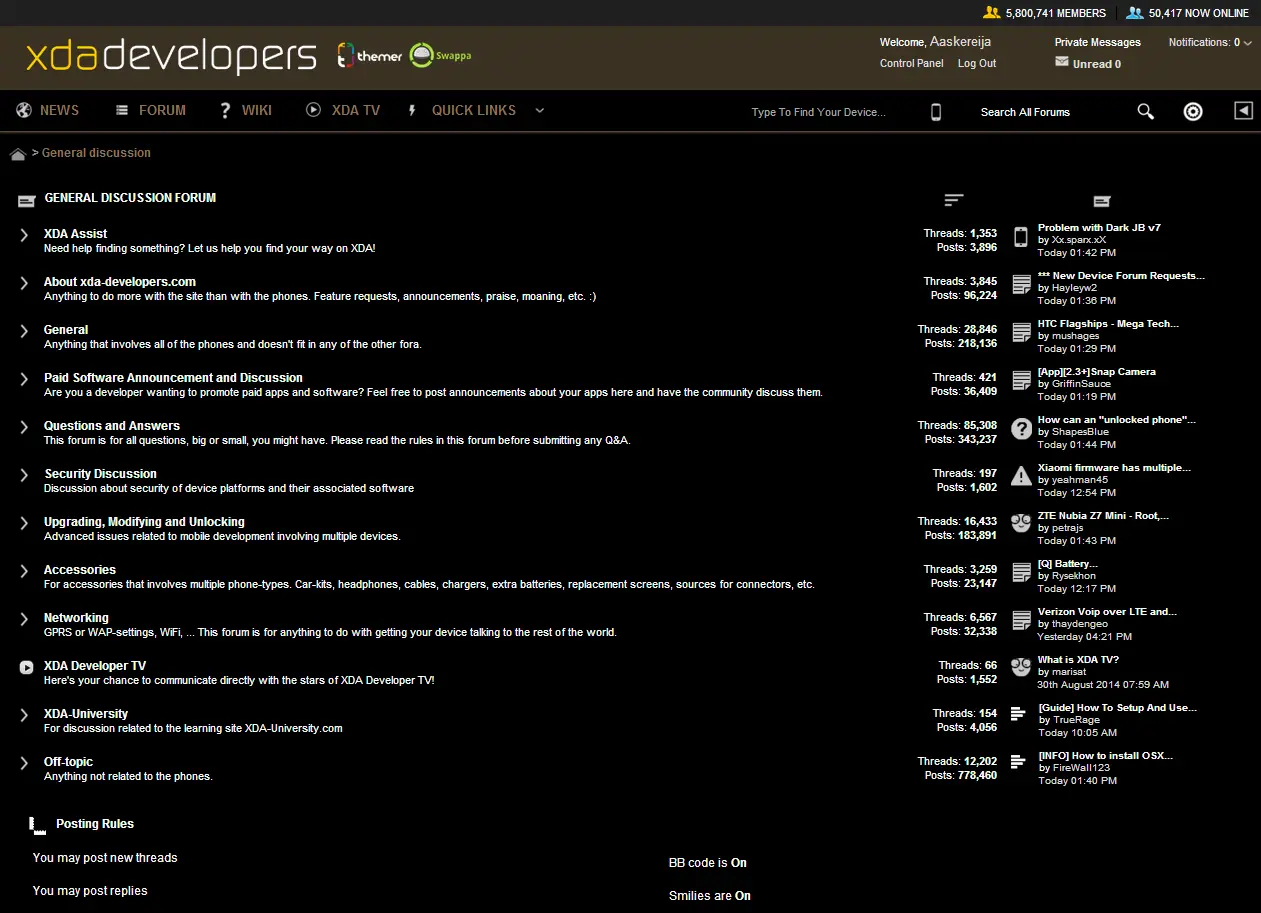 5,800,741 MEMBERS
50,417 NOW ONLINE
xdadevelopers
themer
Swappa
Welcome, Aaskereija
Control Panel Log Out
Private Messages
Unread 0
Notifications: 0
NEWS
FORUM
WIKI
XDA TV
QUICK LINKS
Type To Find Your Device...
Search All Forums
> General discussion
GENERAL DISCUSSION FORUM
XDA Assist
Need help finding something? Let us help you find your way on XDA!
Threads: 1,353
Posts: 3,896
Problem with Dark JB v7
by Xx.sparx.xX
Today 01:42 PM
About xda-developers.com
Anything to do more with the site than with the phones. Feature requests, announcements, praise, moaning, etc. :)
Threads: 3,845
Posts: 96,224
*** New Device Forum Requests...
by Hayleyw2
Today 01:36 PM
General
Anything that involves all of the phones and doesn't fit in any of the other fora.
Threads: 28,846
Posts: 218,136
HTC Flagships - Mega Tech...
by mushages
Today 01:29 PM
Paid Software Announcement and Discussion
Are you a developer wanting to promote paid apps and software? Feel free to post announcements about your apps here and have the community discuss them.
Threads: 421
Posts: 36,409
[App][2.3+]Snap Camera
by GriffinSauce
Today 01:19 PM
Questions and Answers
This forum is for all questions, big or small, you might have. Please read the rules in this forum before submitting any Q&A.
Threads: 85,308
Posts: 343,237
How can an "unlocked phone"...
by ShapesBlue
Today 01:44 PM
Security Discussion
Discussion about security of device platforms and their associated software
Threads: 197
Posts: 1,602
Xiaomi firmware has multiple...
by yeahman45
Today 12:54 PM
Upgrading, Modifying and Unlocking
Advanced issues related to mobile development involving multiple devices.
Threads: 16,433
Posts: 183,891
ZTE Nubia Z7 Mini - Root,...
by petrajs
Today 01:43 PM
Accessories
For accessories that involves multiple phone-types. Car-kits, headphones, cables, chargers, extra batteries, replacement screens, sources for connectors, etc.
Threads: 3,259
Posts: 23,147
[Q] Battery...
by Rysekhon
Today 12:17 PM
Networking
GPRS or WAP-settings, WiFi, ... This forum is for anything to do with getting your device talking to the rest of the world.
Threads: 6,567
Posts: 32,338
Verizon Voip over LTE and...
by thaydengeo
Yesterday 04:21 PM
XDA Developer TV
Here's your chance to communicate directly with the stars of XDA Developer TV!
Threads: 66
Posts: 1,552
What is XDA TV?
by marisat
30th August 2014 07:59 AM
XDA-University
For discussion related to the learning site XDA-University.com
Threads: 154
Posts: 4,056
[Guide] How To Setup And Use...
by TrueRage
Today 10:05 AM
Off-topic
Anything not related to the phones.
Threads: 12,202
Posts: 778,460
[INFO] How to install OSX...
by FireWall123
Today 01:40 PM
Posting Rules
You may post new threads
You may post replies
BB code is On
Smilies are On